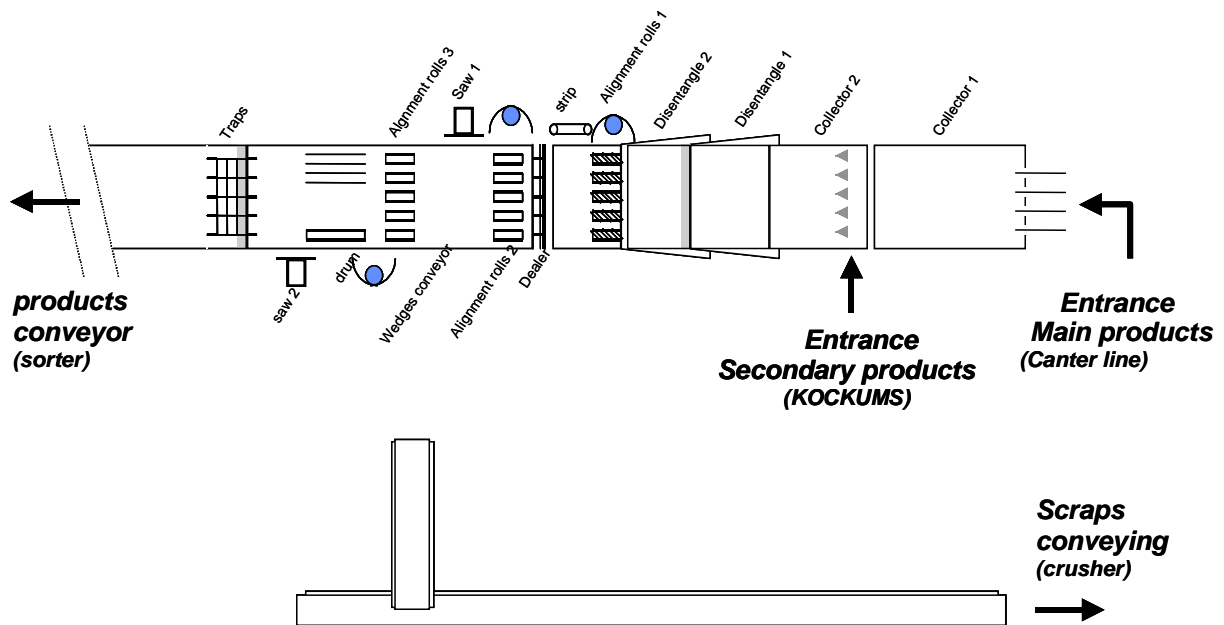 Traps
Alignment rolls 3
Saw 1
strip
Alignment rolls 1
Disentangle 2
Disentangle 1
Collector 2
Collector 1
saw 2
drum
Wedges conveyor
Alignment rolls 2
Dealer
products
conveyor
(sorter)
Entrance
Secondary products
(KOCKUMS)
Entrance
Main products
(Canter line)
Scraps
conveying
(crusher)